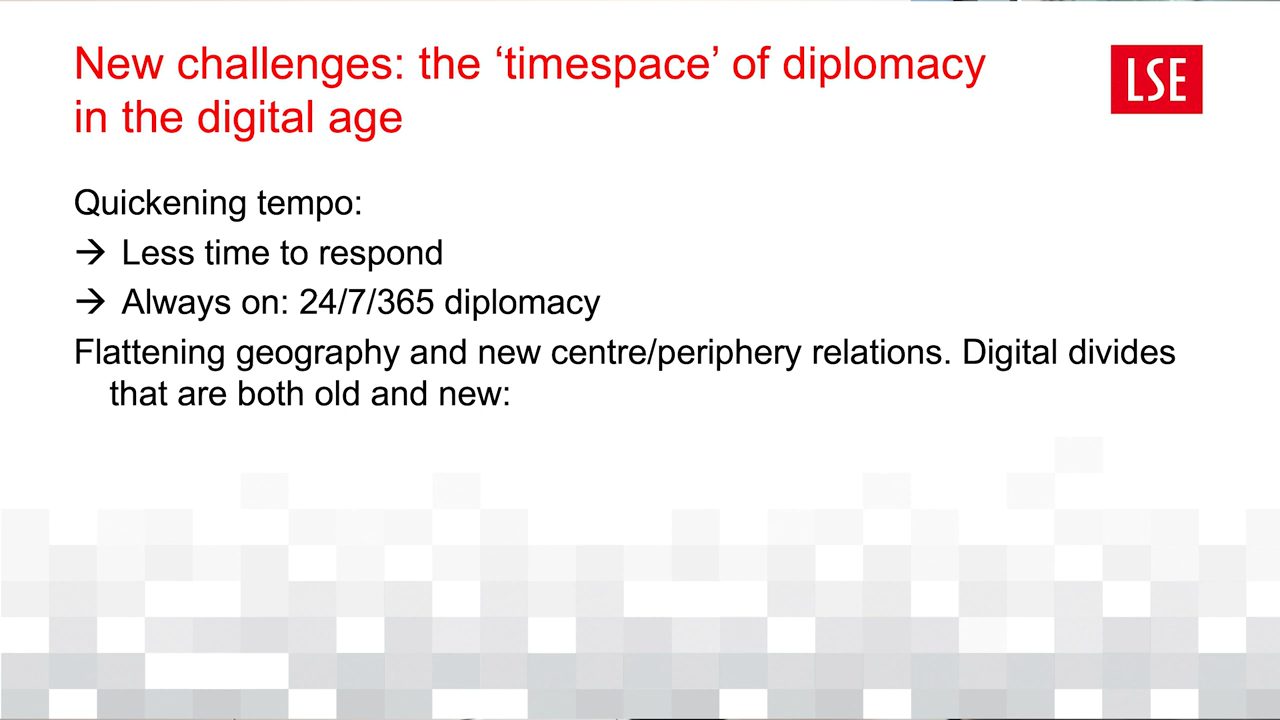 New challenges: the ‘timespace’ of diplomacy
in the digital age
LSE
Quickening tempo:
→ Less time to respond
→ Always on: 24/7/365 diplomacy
Flattening geography and new centre/periphery relations. Digital divides
that are both old and new: